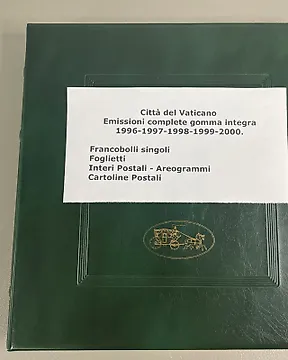 Città del Vaticano
Emissioni complete gomma integra
1996-1997-1998-1999-2000.
Francobolli singoli
Foglietti
Interi Postali - Areogrammi
Cartoline Postali